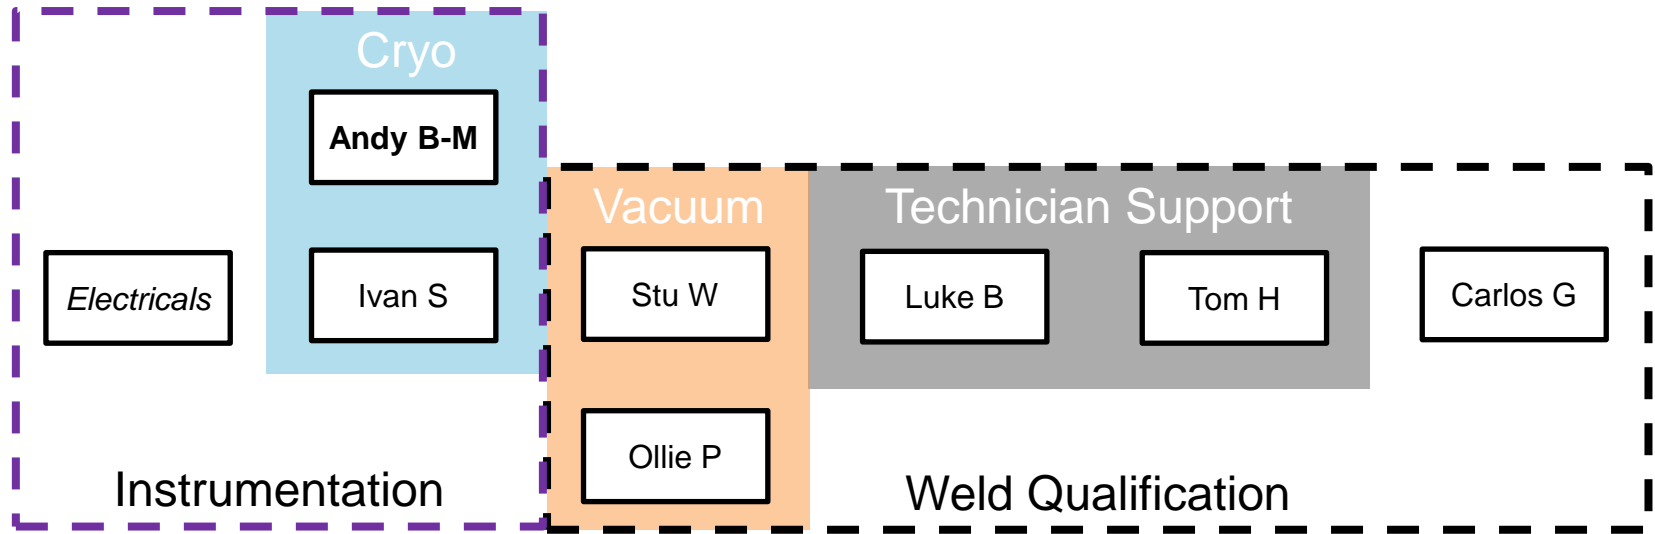 Cryo
Andy B-M
Vacuum
Technician Support
Electricals
Ivan S
Stu W
Luke B
Tom H
Carlos G
Ollie P
Instrumentation
Weld Qualification